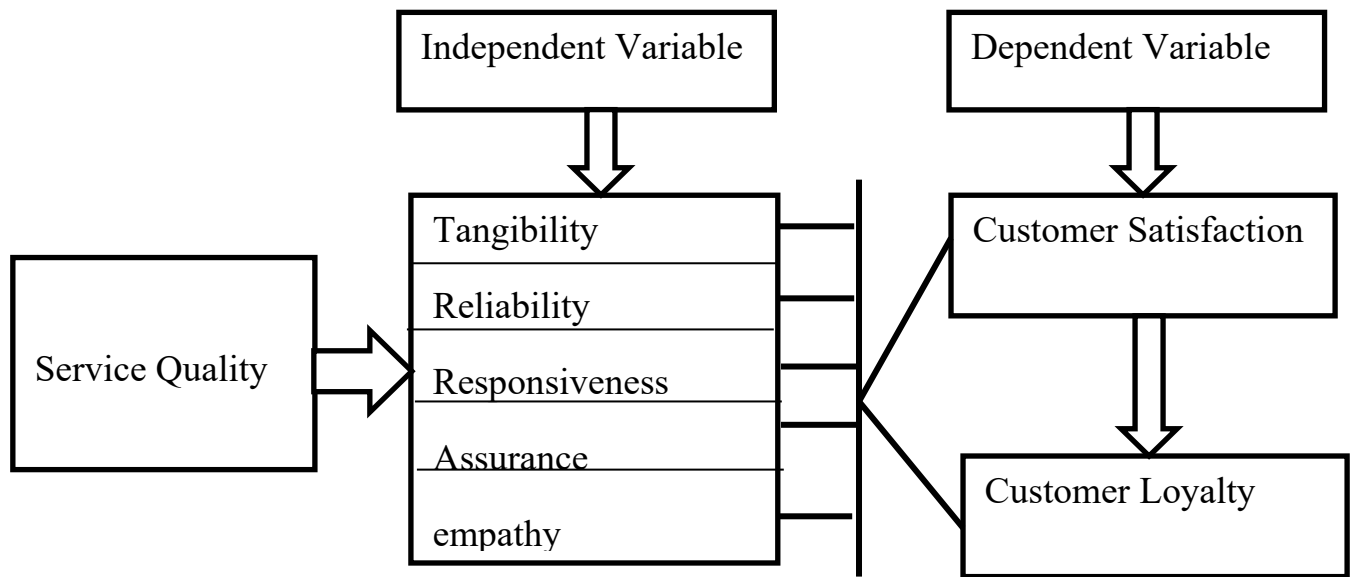 Independent Variable
Dependent Variable
Tangibility
Customer Satisfaction
Reliability
Service Quality
Responsiveness
Assurance
Customer Loyalty
empathy